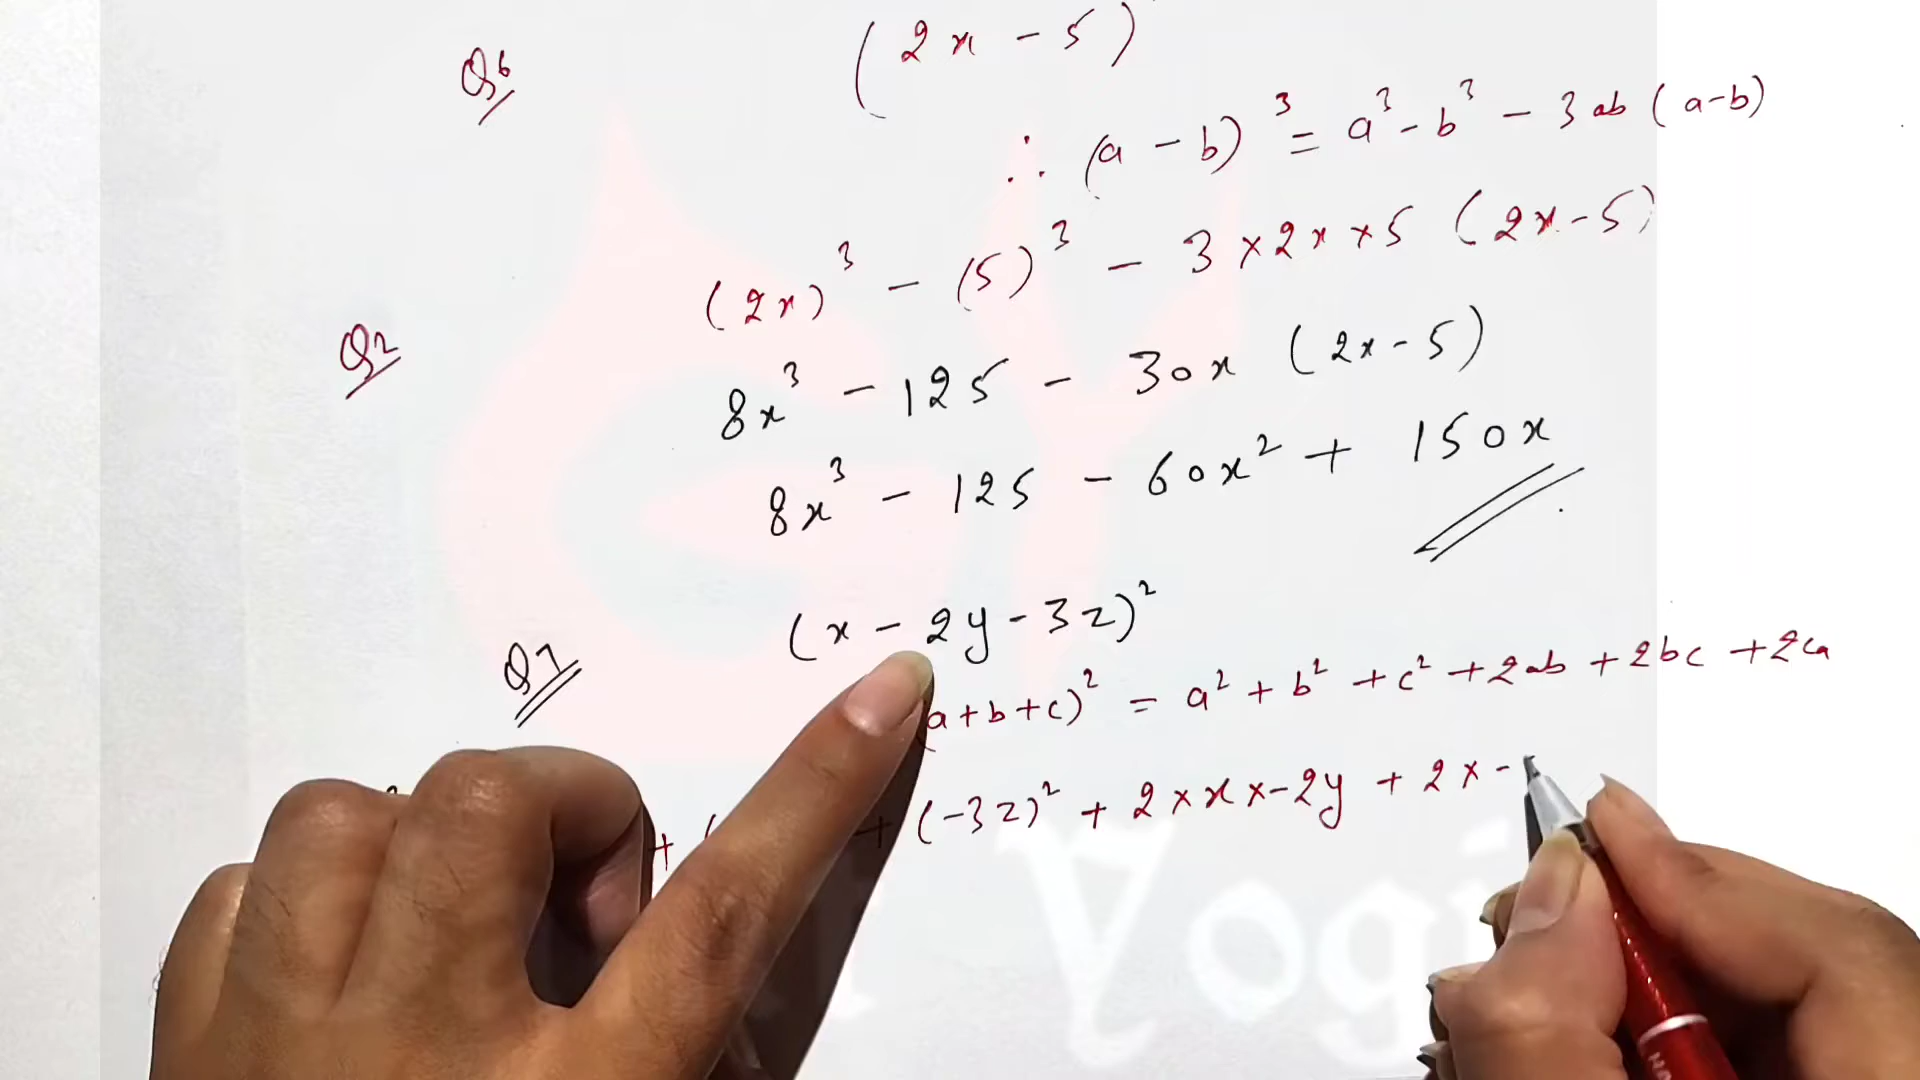 Q6 (2x - 5)
∴ (a - b)³ = a³ - b³ - 3ab (a-b)
(2x)³ - (5)³ - 3 × 2x × 5 (2x - 5)
Q2
8x³ - 125 - 30x (2x - 5)
8x³ - 125 - 60x² + 150x
Q7 (x - 2y - 3z)²
(a+b+c)² = a² + b² + c² + 2ab + 2bc + 2ca
+ ( + (-3z)² + 2 × x × -2y + 2 × -
Yogi